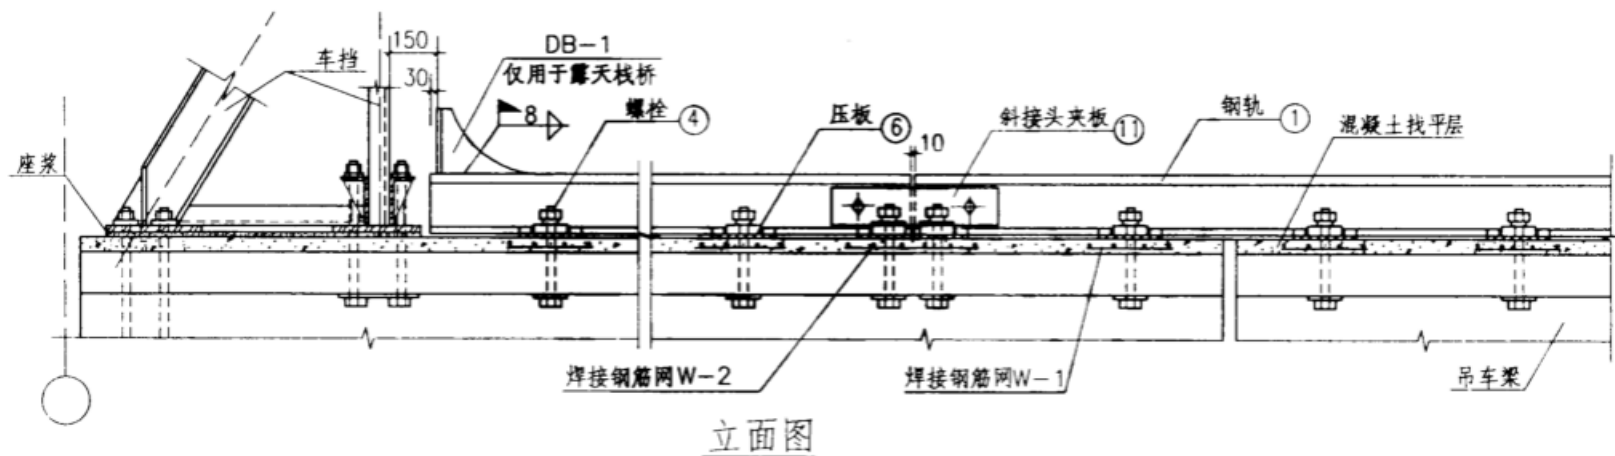 150
DB-1
仅用于露天栈桥
车挡
30
8
螺栓 ④
压板 ⑥
斜接头夹板 ⑪
钢轨 ①
混凝土找平层
10
座浆
焊接钢筋网W-2
焊接钢筋网W-1
吊车梁
立面图